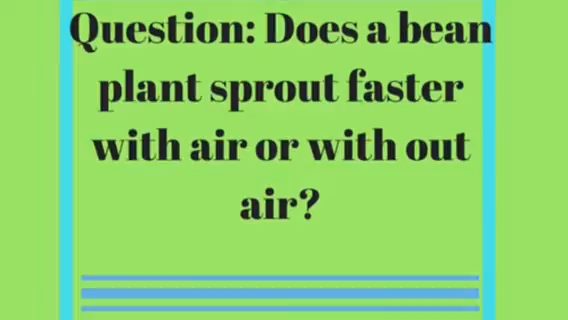 Question: Does a bean
plant sprout faster
with air or with out
air?